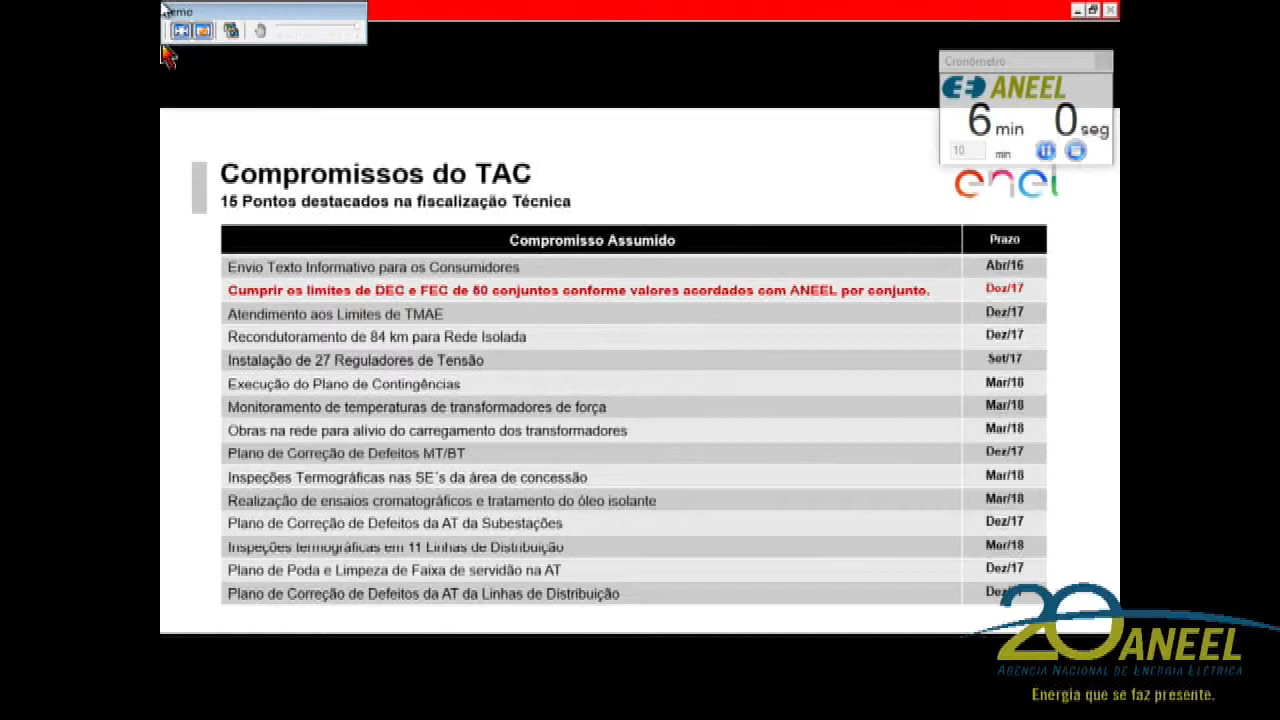 Cronômetro
ANEEL
6 min 0 seg
10 min
Compromissos do TAC
15 Pontos destacados na fiscalização Técnica
enel
Compromisso Assumido Prazo
Envio Texto Informativo para os Consumidores Abr/16
Cumprir os limites de DEC e FEC de 60 conjuntos conforme valores acordados com ANEEL por conjunto. Dez/17
Atendimento aos Limites de TMAE Dez/17
Recondutoramento de 84 km para Rede Isolada Dez/17
Instalação de 27 Reguladores de Tensão Set/17
Execução do Plano de Contingências Mar/18
Monitoramento de temperaturas de transformadores de força Mar/18
Obras na rede para alivio do carregamento dos transformadores Mar/18
Plano de Correção de Defeitos MT/BT Dez/17
Inspeções Termográficas nas SE´s da área de concessão Mar/18
Realização de ensaios cromatográficos e tratamento do óleo isolante Mar/18
Plano de Correção de Defeitos da AT da Subestações Dez/17
Inspeções termográficas em 11 Linhas de Distribuição Mar/18
Plano de Poda e Limpeza de Faixa de servidão na AT Dez/17
Plano de Correção de Defeitos da AT da Linhas de Distribuição
20 ANEEL
AGÊNCIA NACIONAL DE ENERGIA ELÉTRICA
Energia que se faz presente.